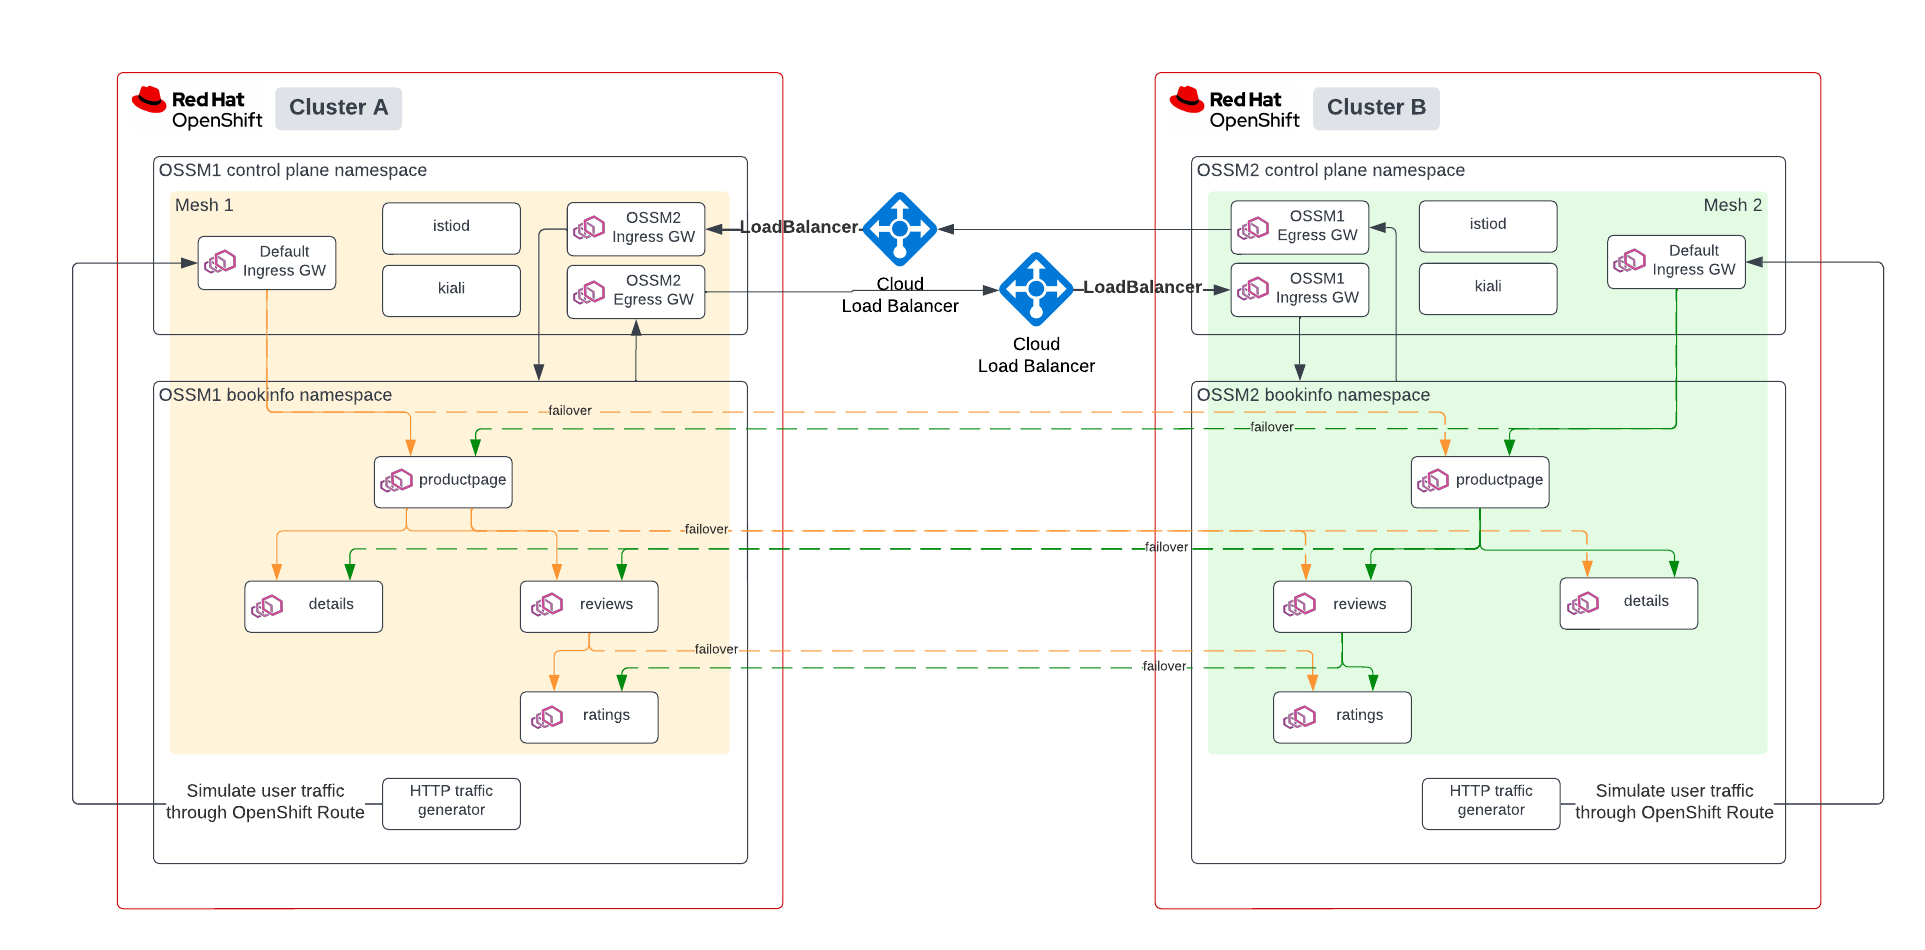 Red Hat
OpenShift
Cluster A
OSSM1 control plane namespace
Mesh 1
Default
Ingress GW
istiod
kiali
OSSM2
Ingress GW
OSSM2
Egress GW
LoadBalancer
Cloud
Load Balancer
LoadBalancer
Cloud
Load Balancer
Red Hat
OpenShift
Cluster B
OSSM2 control plane namespace
Mesh 2
OSSM1
Egress GW
OSSM1
Ingress GW
istiod
kiali
Default
Ingress GW
OSSM1 bookinfo namespace
failover
productpage
failover
details
reviews
failover
ratings
Simulate user traffic
through OpenShift Route
HTTP traffic
generator
OSSM2 bookinfo namespace
failover
productpage
failover
reviews
details
failover
ratings
HTTP traffic
generator
Simulate user traffic
through OpenShift Route